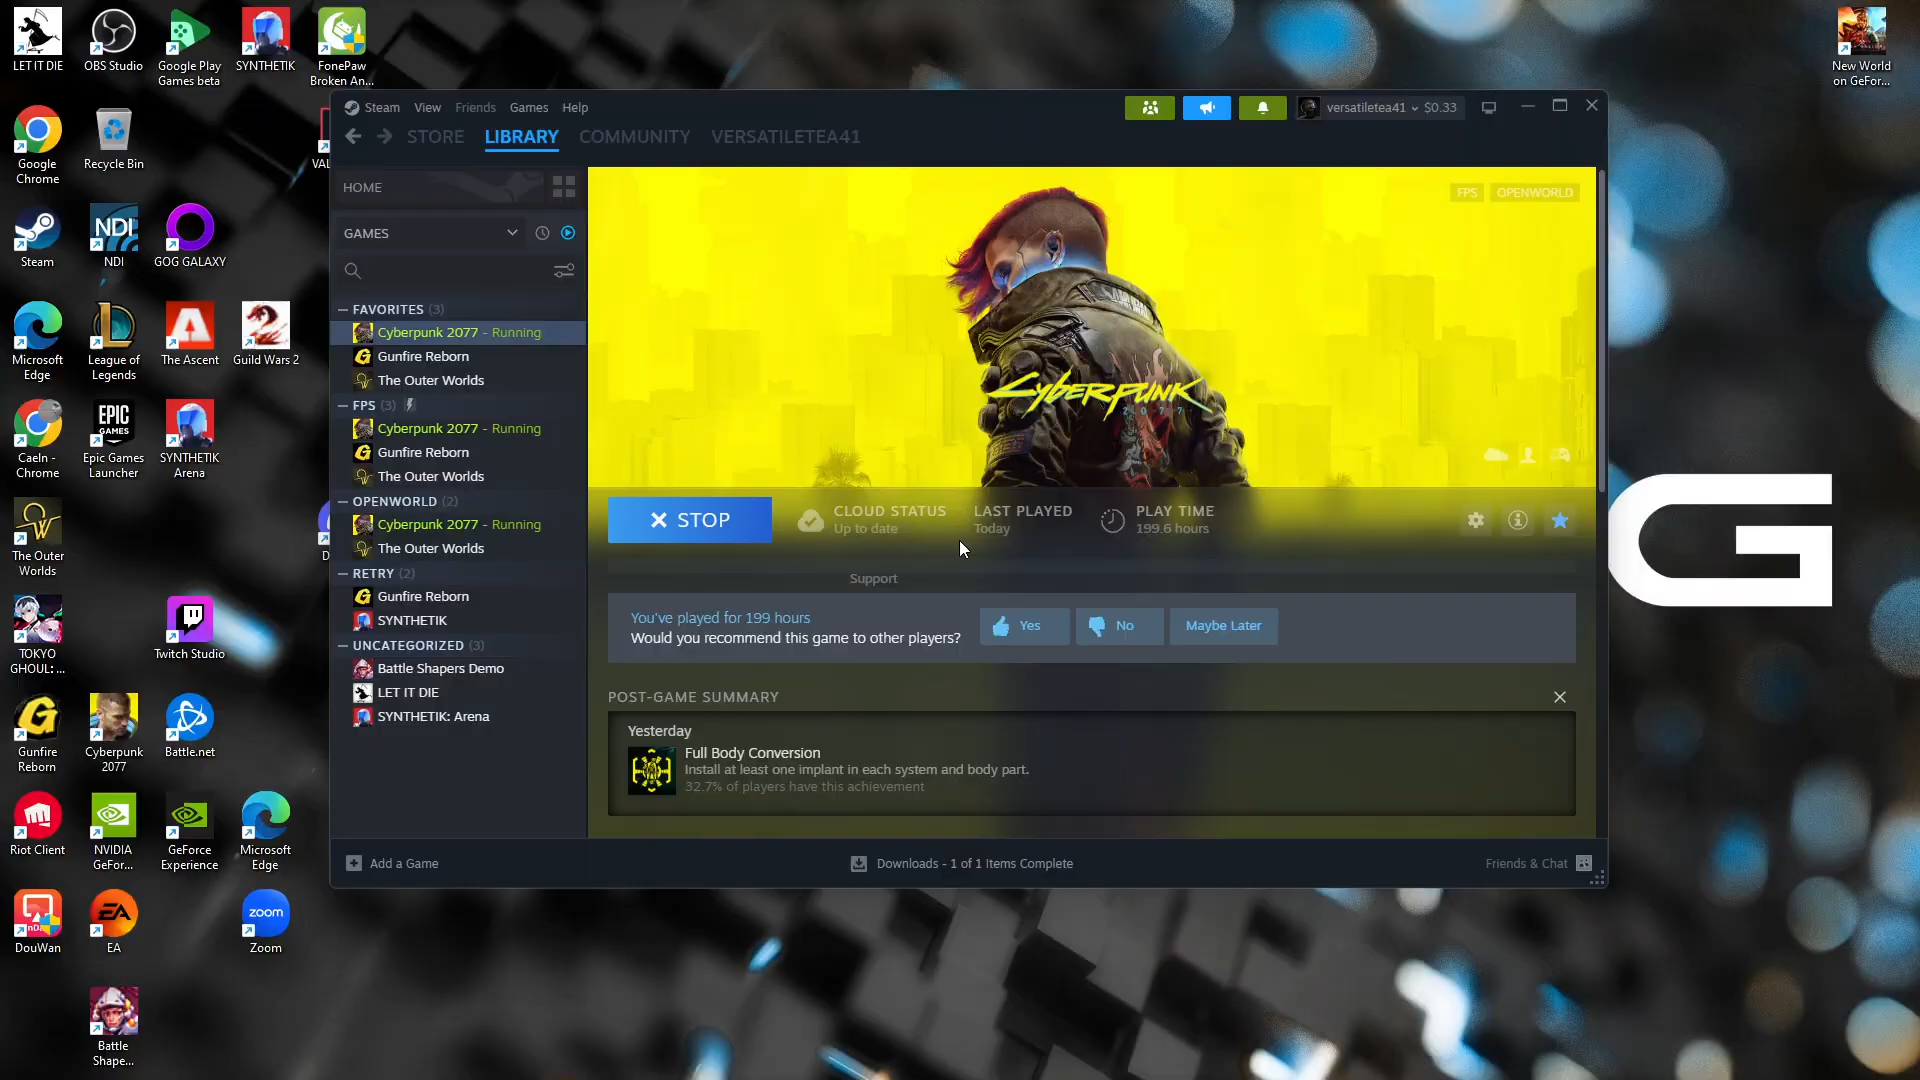 LET IT DIE
OBS Studio
Google Play
Games beta
SYNTHETIK
FonePaw
Broken An...
New World
on GeFor...
Google
Chrome
Recycle Bin
VAL
Steam
NDI
NDI
GOG GALAXY
Microsoft
Edge
League of
Legends
The Ascent
Guild Wars 2
Caeln -
Chrome
EPIC
GAMES
Epic Games
Launcher
SYNTHETIK
Arena
The Outer
Worlds
D
TOKYO
GHOUL: ...
Twitch Studio
Gunfire
Reborn
Cyberpunk
2077
Battle.net
Riot Client
NVIDIA
GeFor...
GeForce
Experience
Microsoft
Edge
DouWan
EA
EA
zoom
Zoom
Battle
Shape...
Steam View Friends Games Help
versatiletea41 $0.33
STORE LIBRARY COMMUNITY VERSATILETEA41
HOME
GAMES
FAVORITES (3)
Cyberpunk 2077 - Running
Gunfire Reborn
The Outer Worlds
FPS (3)
Cyberpunk 2077 - Running
Gunfire Reborn
The Outer Worlds
OPENWORLD (2)
Cyberpunk 2077 - Running
The Outer Worlds
RETRY (2)
Gunfire Reborn
SYNTHETIK
UNCATEGORIZED (3)
Battle Shapers Demo
LET IT DIE
SYNTHETIK: Arena
FPS OPENWORLD
Cyberpunk
2077
STOP
CLOUD STATUS
Up to date
LAST PLAYED
Today
PLAY TIME
199.6 hours
Support
You've played for 199 hours
Would you recommend this game to other players?
Yes No Maybe Later
POST-GAME SUMMARY
Yesterday
Full Body Conversion
Install at least one implant in each system and body part.
32.7% of players have this achievement
Add a Game
Downloads - 1 of 1 Items Complete
Friends & Chat
G